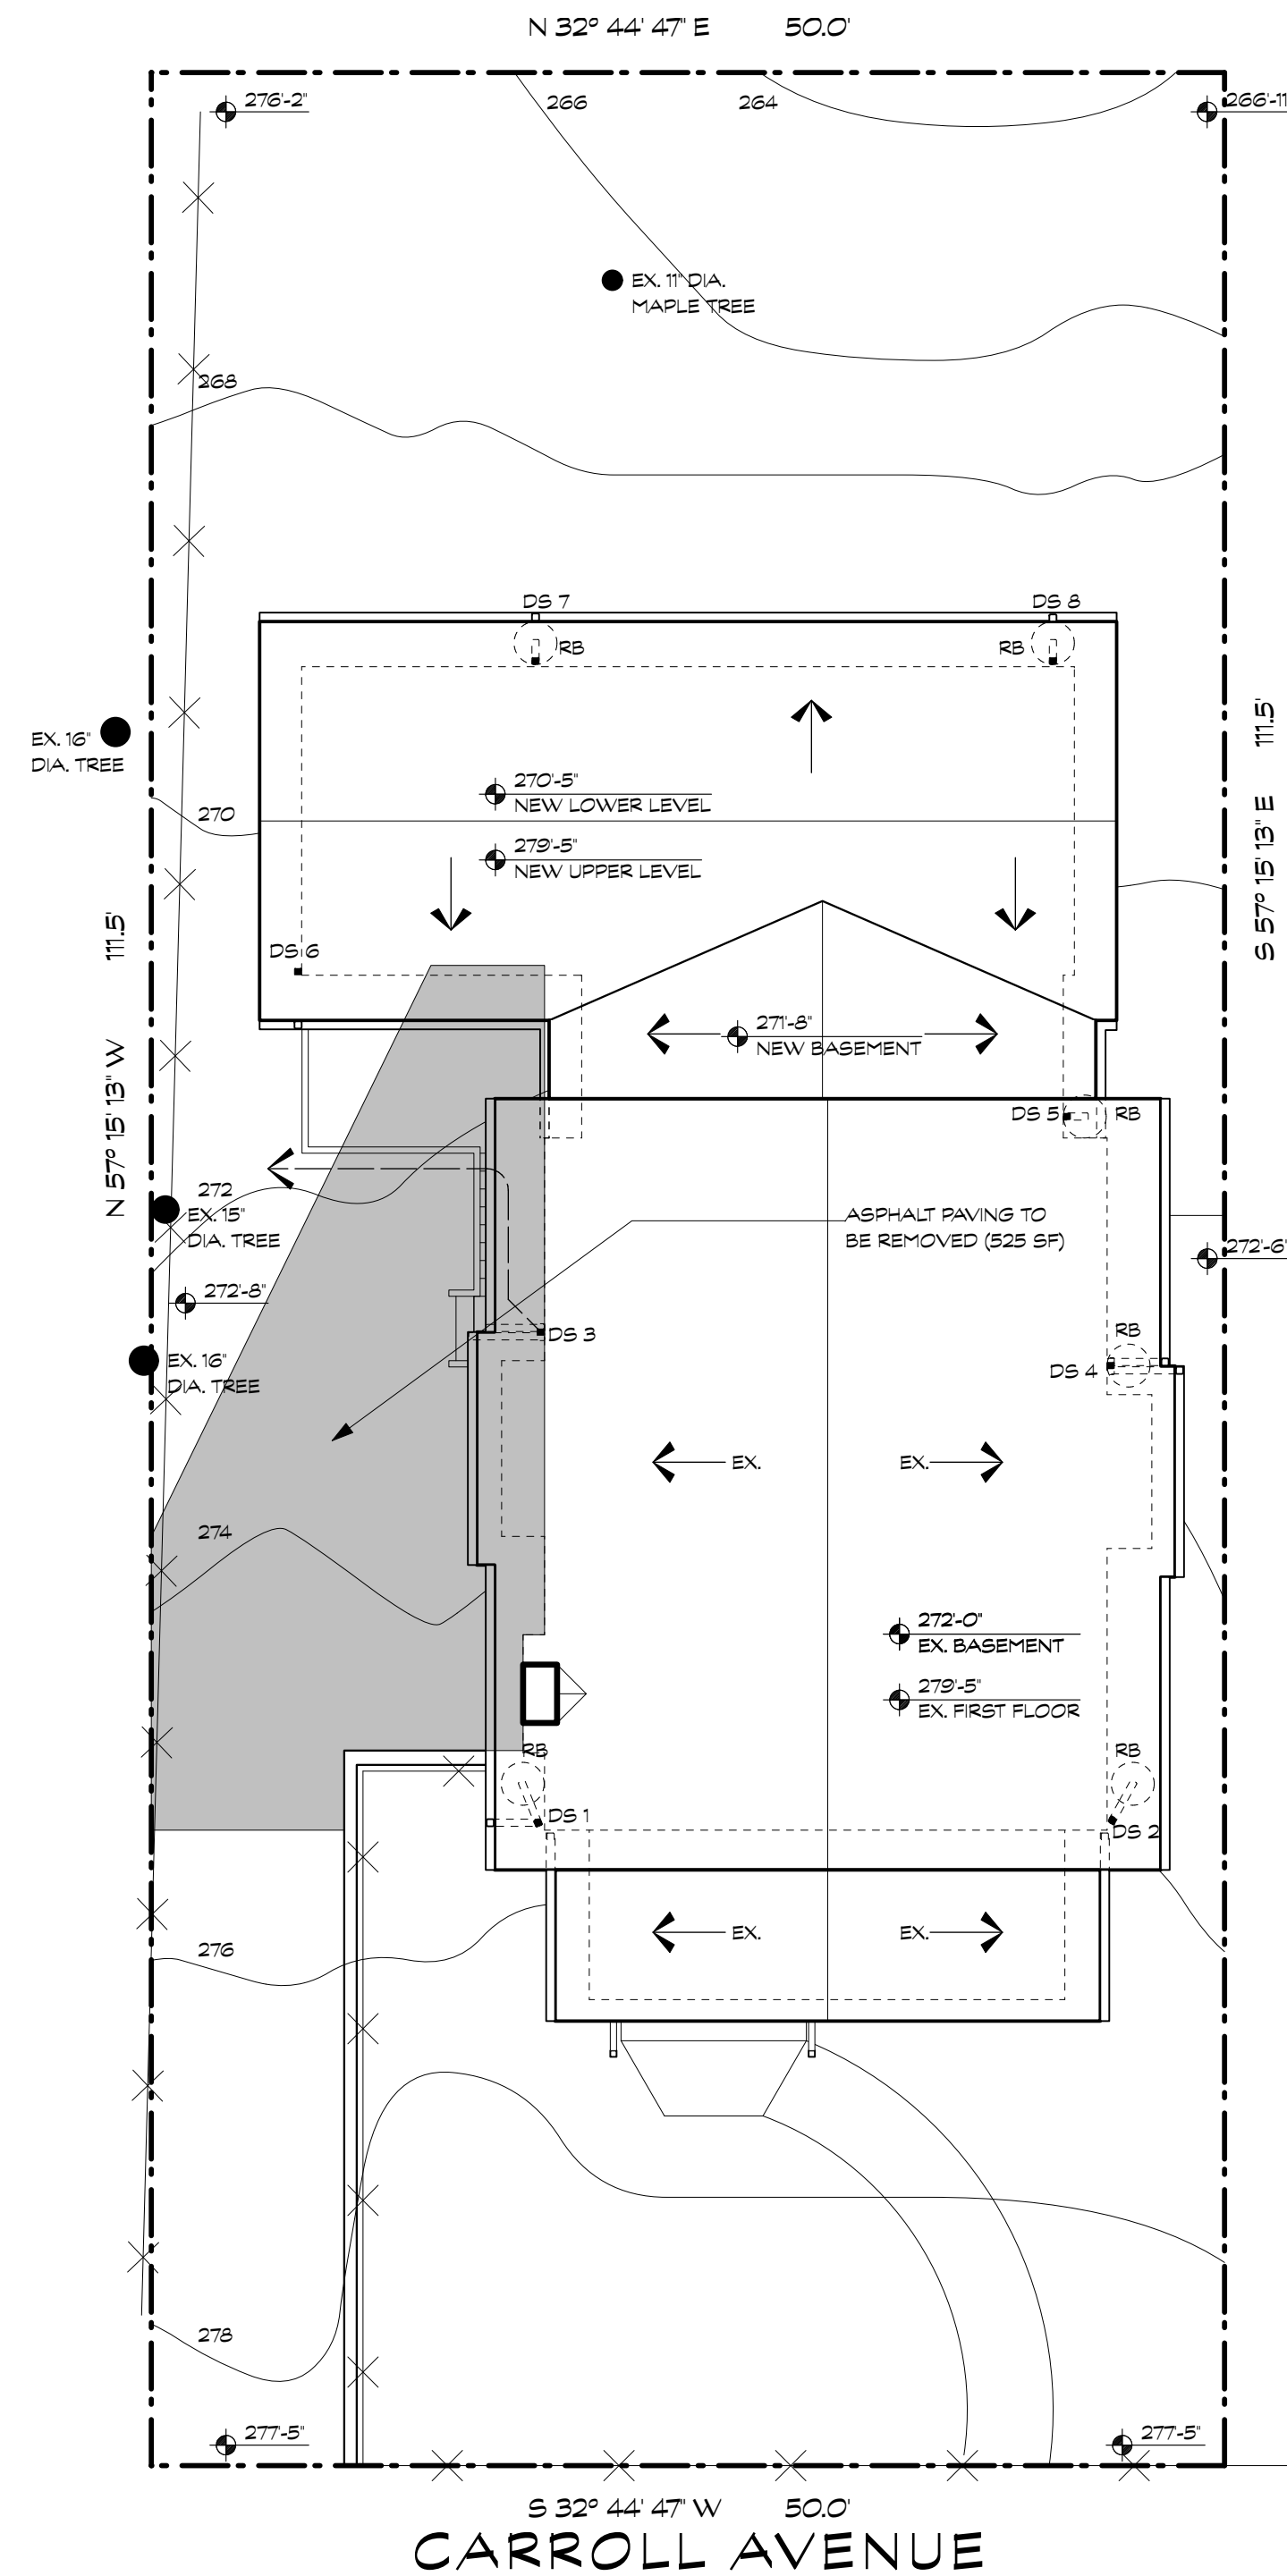 N 32° 44' 47" E 50.0'
276'-2"
266
264
266'-11
EX. 11" DIA.
MAPLE TREE
268
DS 7
DS 8
RB
RB
EX. 16"
DIA. TREE
111.5'
S 57° 15' 13" E
270'-5"
NEW LOWER LEVEL
270
279'-5"
NEW UPPER LEVEL
111.5'
N 57° 15' 13" W
DS 6
271'-8"
NEW BASEMENT
DS 5
RB
272
EX. 15"
DIA. TREE
ASPHALT PAVING TO
BE REMOVED (525 SF)
272'-6"
272'-8"
DS 3
RB
EX. 16"
DIA. TREE
DS 4
EX.
EX.
274
272'-0"
EX. BASEMENT
279'-5"
EX. FIRST FLOOR
RB
RB
DS 1
DS 2
EX.
EX.
276
278
277'-5"
277'-5"
S 32° 44' 47" W 50.0'
CARROLL AVENUE